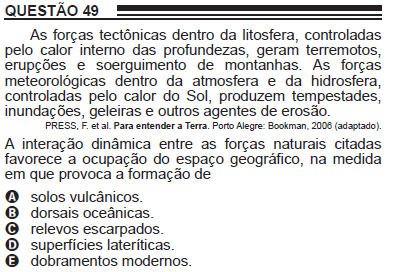 QUESTÃO 49
As forças tectônicas dentro da litosfera, controladas
pelo calor interno das profundezas, geram terremotos,
erupções e soerguimento de montanhas. As forças
meteorológicas dentro da atmosfera e da hidrosfera,
controladas pelo calor do Sol, produzem tempestades,
inundações, geleiras e outros agentes de erosão.
PRESS, F. et al. Para entender a Terra. Porto Alegre: Bookman, 2006 (adaptado).
A interação dinâmica entre as forças naturais citadas
favorece a ocupação do espaço geográfico, na medida
em que provoca a formação de
A solos vulcânicos.
B dorsais oceânicas.
C relevos escarpados.
D superfícies lateríticas.
E dobramentos modernos.